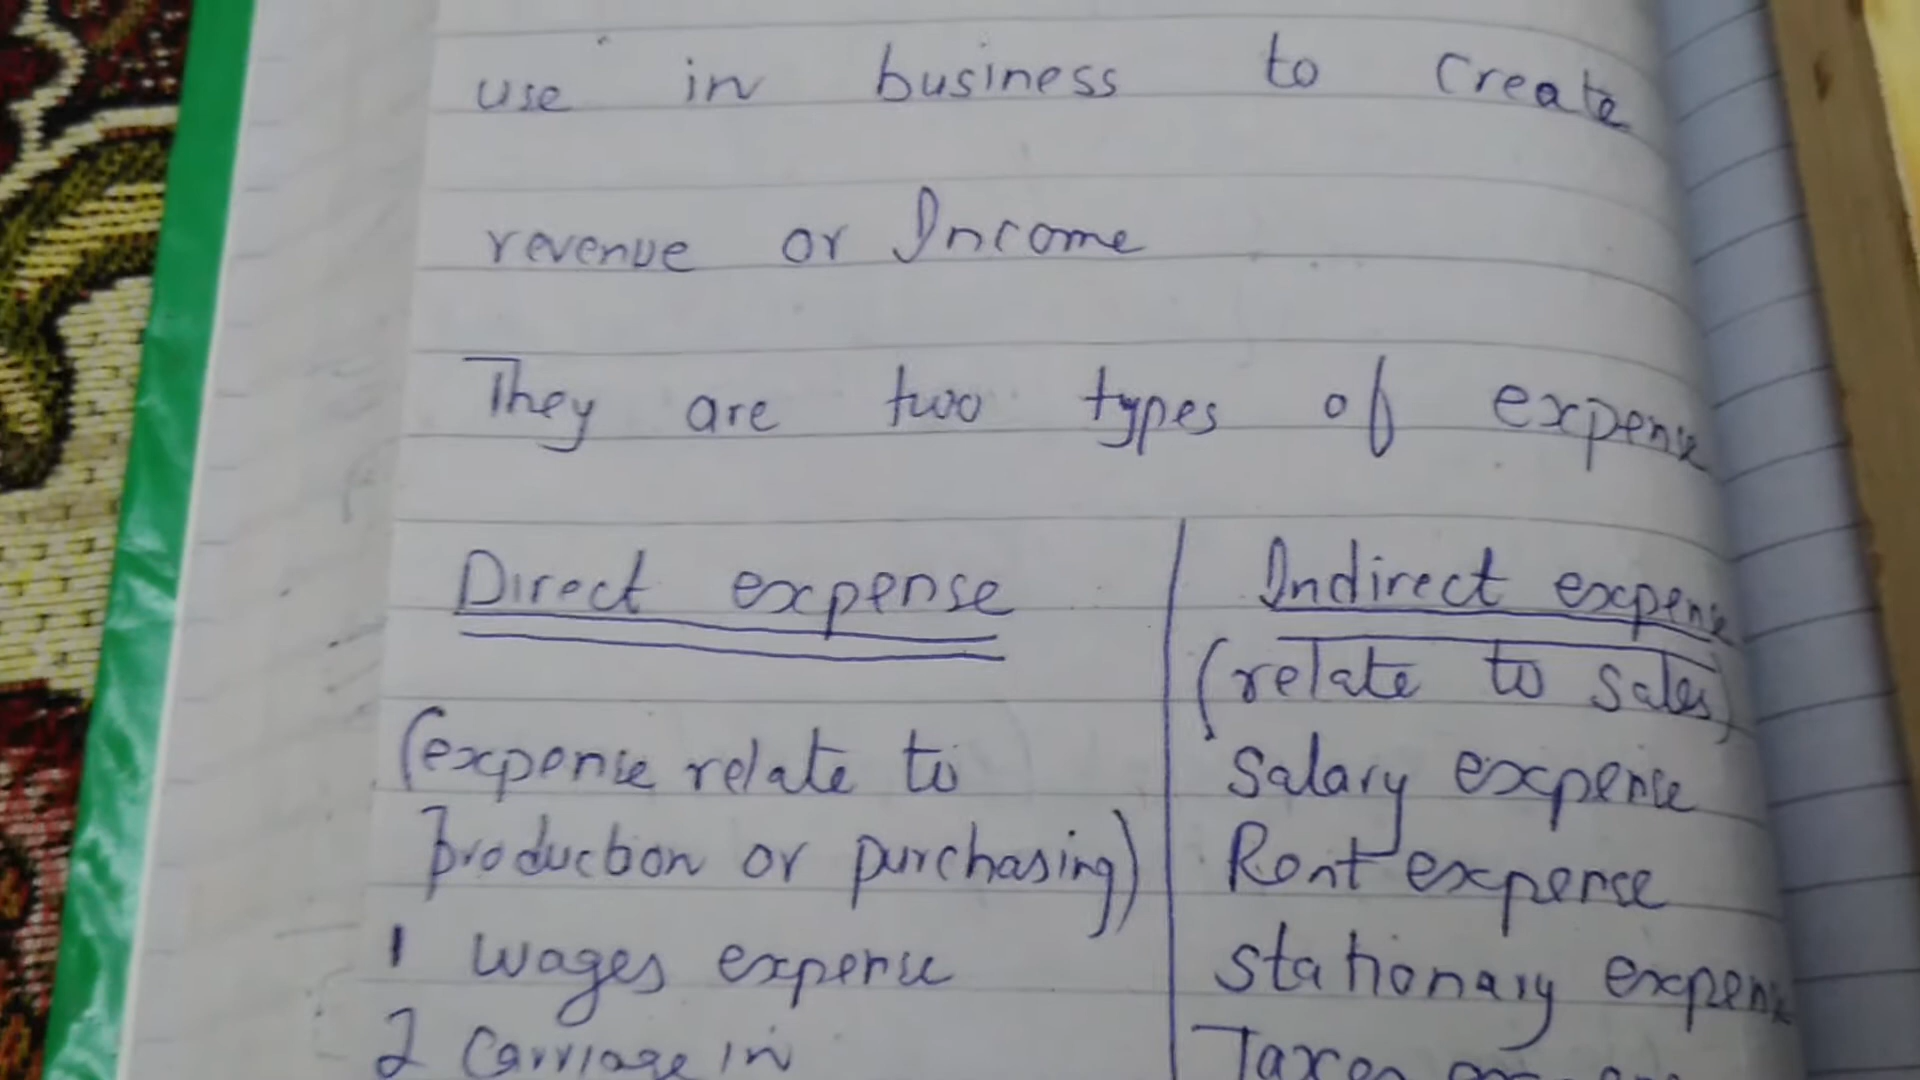 use in business to create
revenue or Income
They are two types of expense
Direct expense
(expense relate to
production or purchasing)
1 wages expense
2 Carriage in
Indirect expense
(relate to sales)
Salary expense
Rent expense
Stationary expense
Taxes